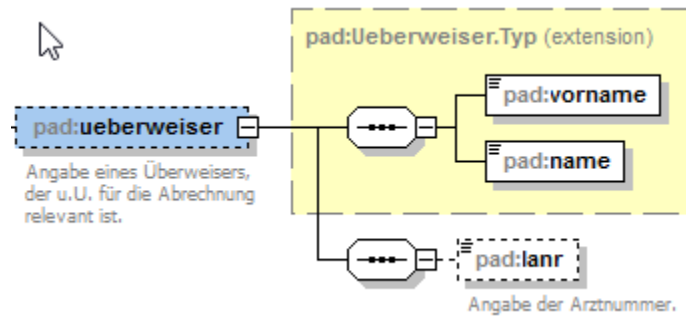 pad:Ueberweiser.Typ (extension)
pad:vorname
pad:ueberweiser
pad:name
Angabe eines Überweisers,
der u.U. für die Abrechnung
relevant ist.
pad:lanr
Angabe der Arztnummer.